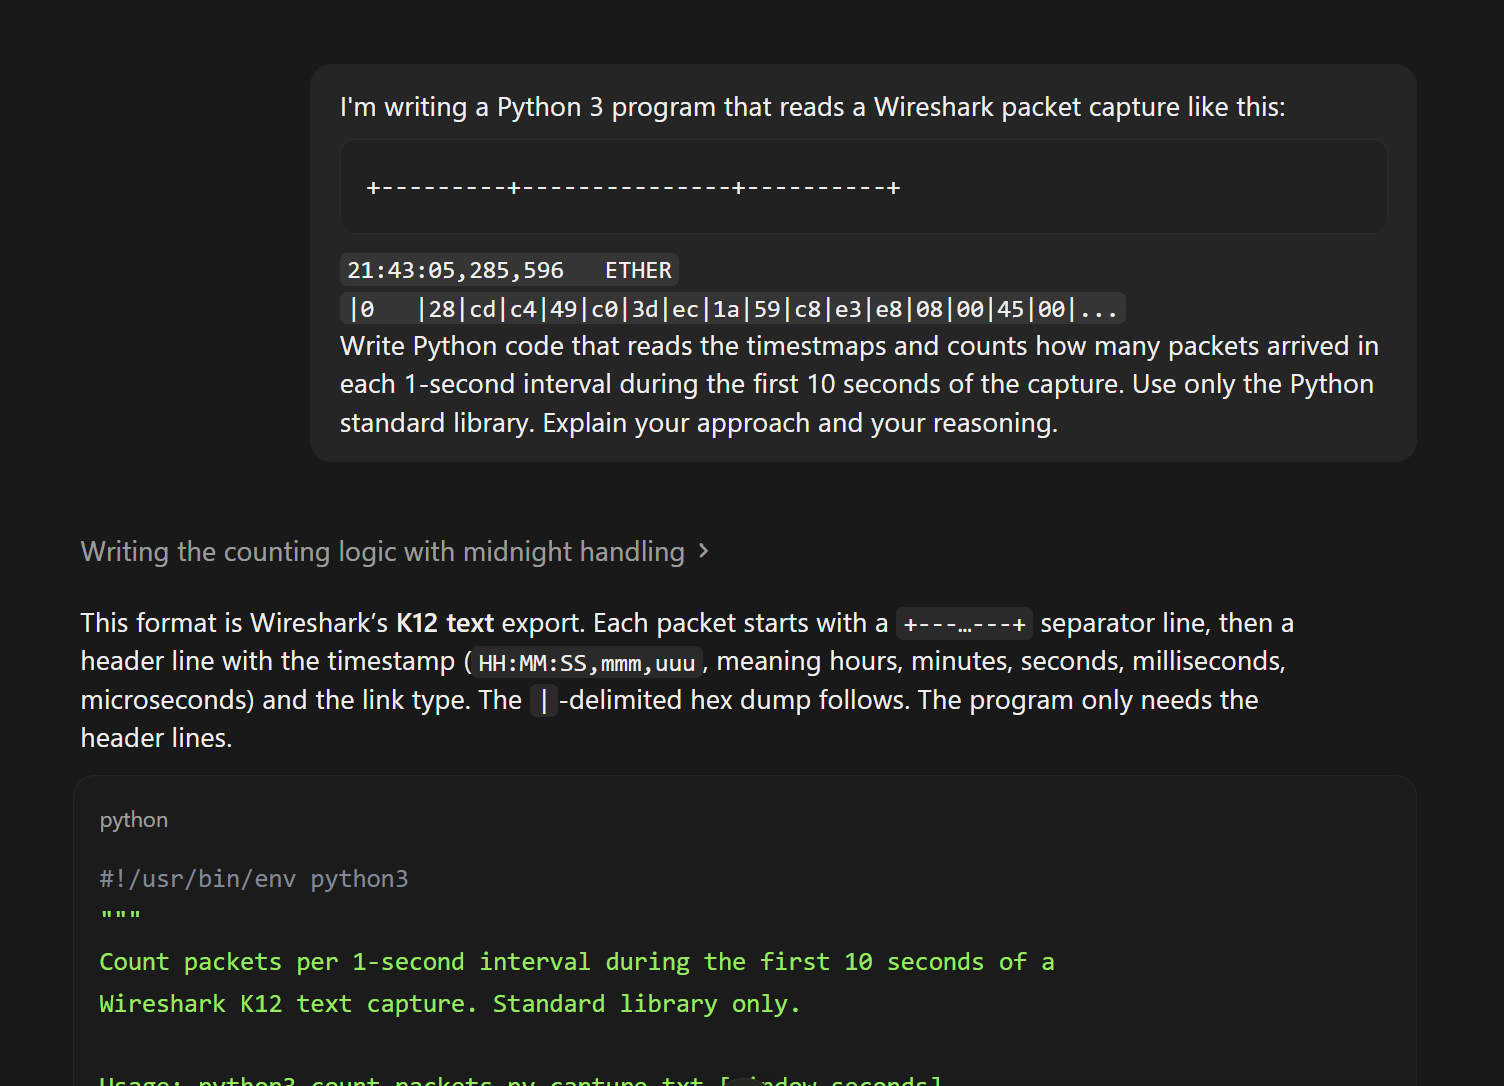 I'm writing a Python 3 program that reads a Wireshark packet capture like this:
+---------+---------------+----------+
21:43:05,285,596   ETHER
|0   |28|cd|c4|49|c0|3d|ec|1a|59|c8|e3|e8|08|00|45|00|...
Write Python code that reads the timestmaps and counts how many packets arrived in
each 1-second interval during the first 10 seconds of the capture. Use only the Python
standard library. Explain your approach and your reasoning.
Writing the counting logic with midnight handling >
This format is Wireshark’s K12 text export. Each packet starts with a +---…---+ separator line, then a
header line with the timestamp (HH:MM:SS,mmm,uuu, meaning hours, minutes, seconds, milliseconds,
microseconds) and the link type. The |-delimited hex dump follows. The program only needs the
header lines.
python
#!/usr/bin/env python3
"""
Count packets per 1-second interval during the first 10 seconds of a
Wireshark K12 text capture. Standard library only.
Usage: python3 count_packets.py capture.txt [window_seconds]